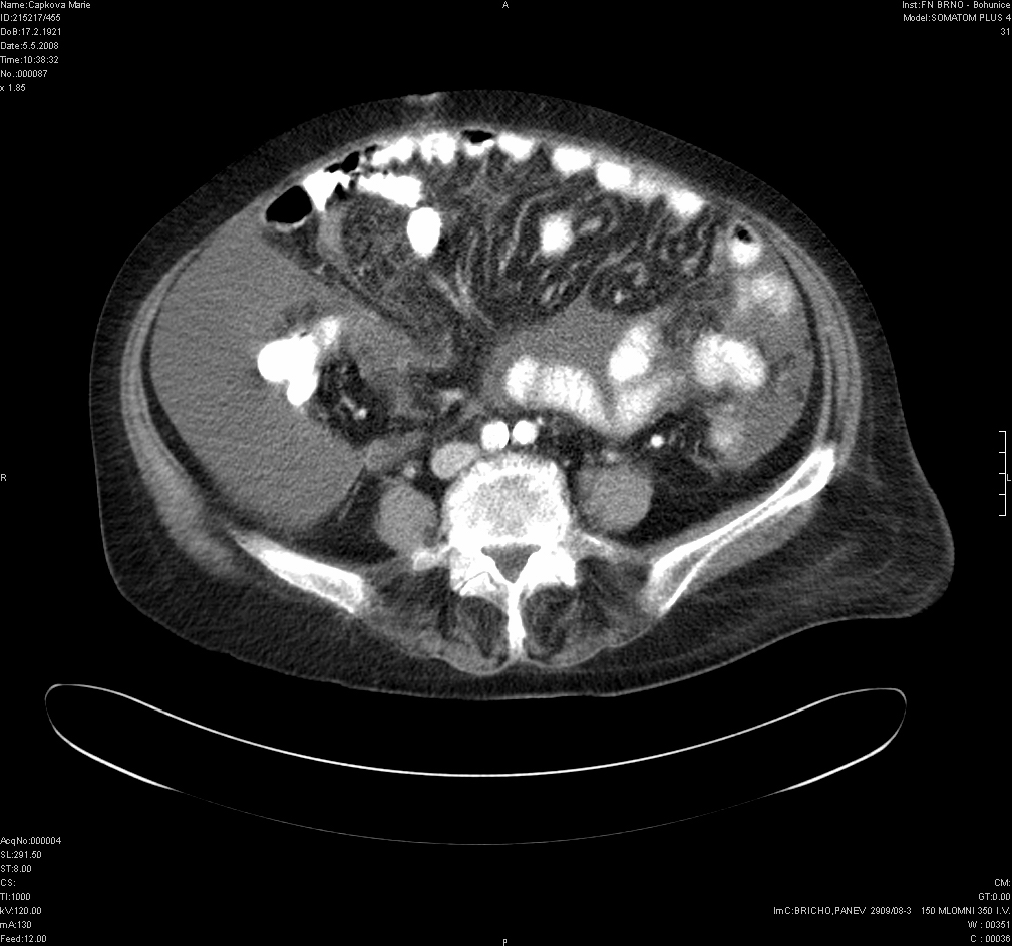 Name:Capkova Marie
ID:215217/455
DoB:17.2.1921
Date:5.5.2008
Time:10:38:32
No.:000087
x 1.85
A
Inst:FN BRNO - Bohunice
Model:SOMATOM PLUS 4
31
R
L
AcqNo:000004
SL:291.50
ST:8.00
CS:
TI:1000
kV:120.00
mA:130
Feed:12.00
P
CM:
GT:0.00
ImC:BRICHO,PANEV 2909/08-3 150 MLOMNI 350 I.V.
W : 00351
C : 00036